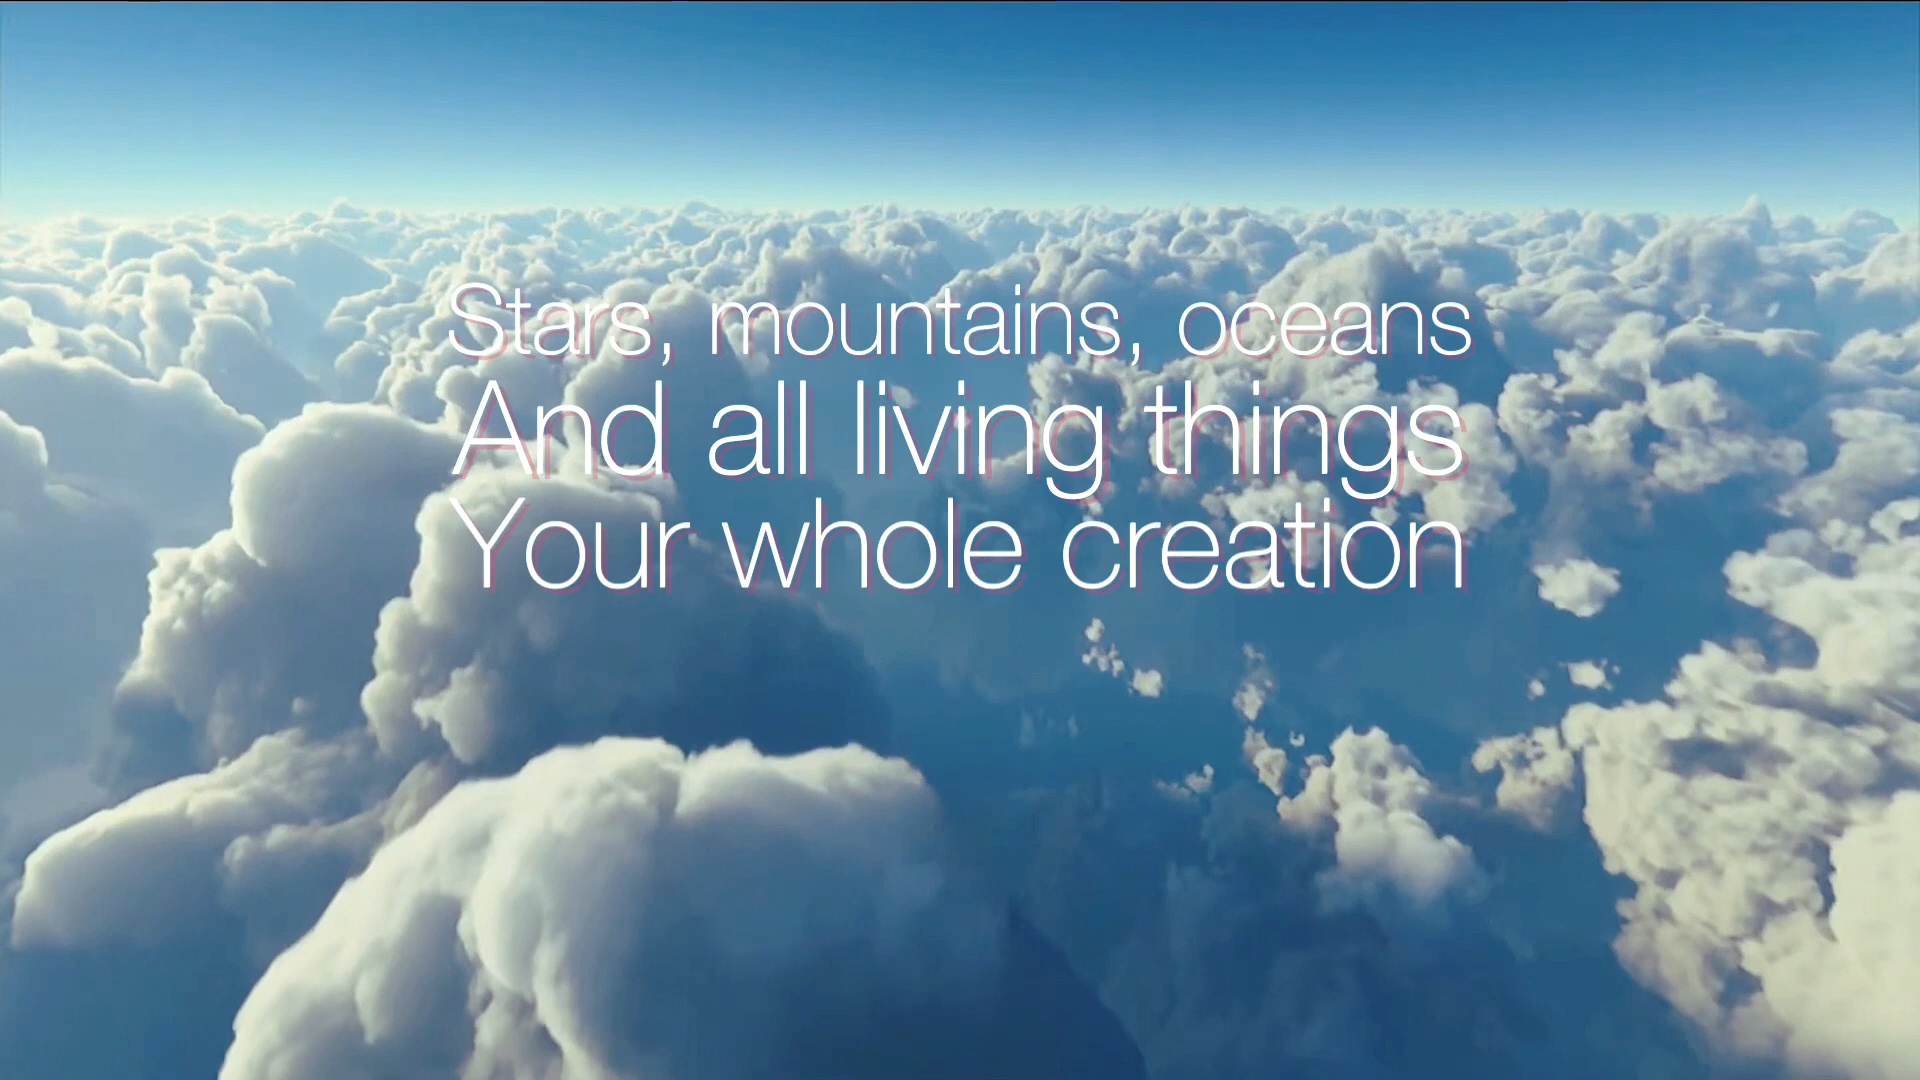 Stars, mountains, oceans
And all living things
Your whole creation